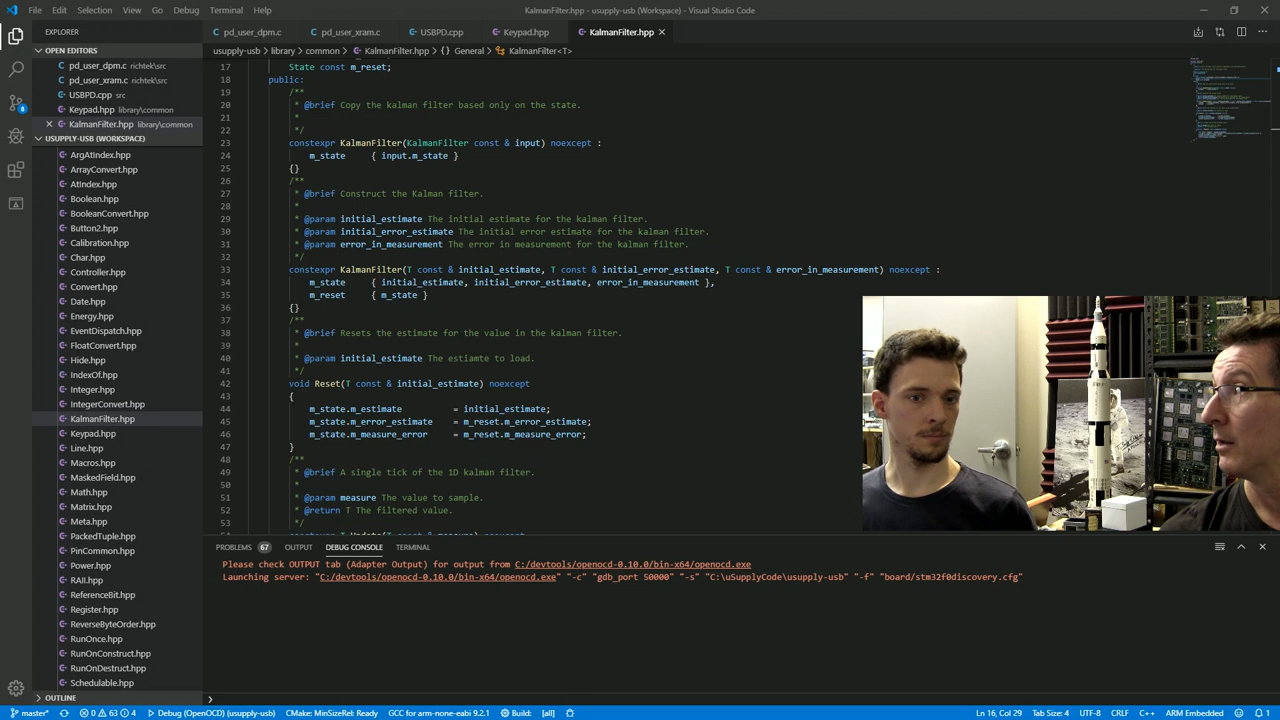 File Edit Selection View Go Debug Terminal Help
KalmanFilter.hpp - usupply-usb (Workspace) - Visual Studio Code
EXPLORER
pd_user_dpm.c
pd_user_xram.c
USBPD.cpp
Keypad.hpp
KalmanFilter.hpp
OPEN EDITORS
pd_user_dpm.c richtek
pd_user_xram.c richtek
USBPD.cpp src
Keypad.hpp library\common
KalmanFilter.hpp library\common
8
USUPPLY-USB (WORKSPACE)
ArgAtIndex.hpp
ArrayConvert.hpp
AtIndex.hpp
Boolean.hpp
BooleanConvert.hpp
Button2.hpp
Calibration.hpp
Char.hpp
Controller.hpp
Convert.hpp
Date.hpp
Energy.hpp
EventDispatch.hpp
FloatConvert.hpp
Hide.hpp
IndexOf.hpp
Integer.hpp
IntegerConvert.hpp
KalmanFilter.hpp
Keypad.hpp
Line.hpp
Macros.hpp
MaskedField.hpp
Math.hpp
Matrix.hpp
Meta.hpp
PackedTuple.hpp
PinCommon.hpp
Power.hpp
RAII.hpp
ReferenceBit.hpp
Register.hpp
ReverseByteOrder.hpp
RunOnce.hpp
RunOnConstruct.hpp
RunOnDestruct.hpp
Schedulable.hpp
OUTLINE
usupply-usb > library > common > KalmanFilter.hpp > {} General > KalmanFilter<T>
17 State const m_reset;
18 public:
19 /**
20 * @brief Copy the kalman filter based only on the state.
21 *
22 */
23 constexpr KalmanFilter(KalmanFilter const & input) noexcept :
24 m_state { input.m_state }
25 {}
26 /**
27 * @brief Construct the Kalman filter.
28 *
29 * @param initial_estimate The initial estimate for the kalman filter.
30 * @param initial_error_estimate The initial error estimate for the kalman filter.
31 * @param error_in_measurement The error in measurement for the kalman filter.
32 */
33 constexpr KalmanFilter(T const & initial_estimate, T const & initial_error_estimate, T const & error_in_measurement) noexcept :
34 m_state { initial_estimate, initial_error_estimate, error_in_measurement },
35 m_reset { m_state }
36 {}
37 /**
38 * @brief Resets the estimate for the value in the kalman filter.
39 *
40 * @param initial_estimate The estiamte to load.
41 */
42 void Reset(T const & initial_estimate) noexcept
43 {
44 m_state.m_estimate = initial_estimate;
45 m_state.m_error_estimate = m_reset.m_error_estimate;
46 m_state.m_measure_error = m_reset.m_measure_error;
47 }
48 /**
49 * @brief A single tick of the 1D kalman filter.
50 *
51 * @param measure The value to sample.
52 * @return T The filtered value.
53 */
PROBLEMS 67 OUTPUT DEBUG CONSOLE TERMINAL
Please check OUTPUT tab (Adapter Output) for output from C:/devtools/openocd-0.10.0/bin-x64/openocd.exe
Launching server: "C:/devtools/openocd-0.10.0/bin-x64/openocd.exe" "-c" "gdb_port 50000" "-s" "C:\uSupplyCode\usupply-usb" "-f" "board/stm32f0discovery.cfg"
master* 0 63 4 Debug (OpenOCD) (usupply-usb) CMake: MinSizeRel: Ready GCC for arm-none-eabi 9.2.1 Build: [all] Ln 16, Col 29 Tab Size: 4 UTF-8 CRLF C++ ARM Embedded 1